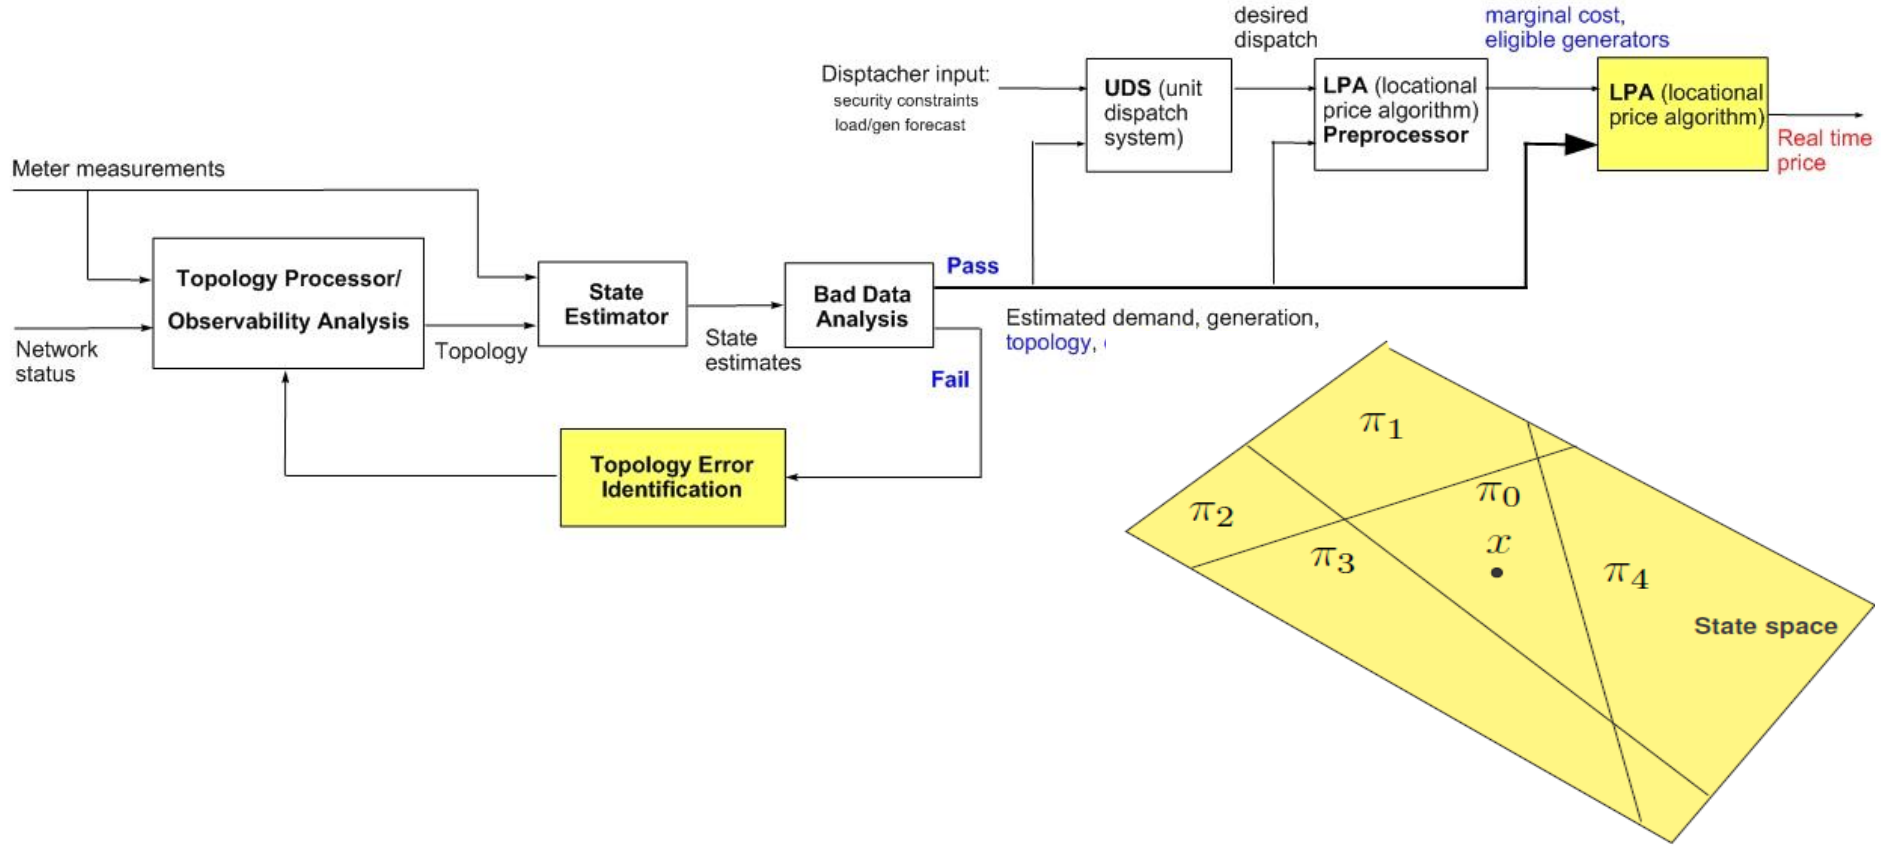 desired
dispatch
marginal cost,
eligible generators
Disptacher input:
security constraints
load/gen forecast
UDS (unit
dispatch
system)
LPA (locational
price algorithm)
Preprocessor
LPA (locational
price algorithm)
Real time
price
Meter measurements
Topology Processor/
Observability Analysis
Network
status
Topology
State
Estimator
State
estimates
Bad Data
Analysis
Pass
Fail
Estimated demand, generation,
topology,
Topology Error
Identification
π1
π2
π0
π3
x
π4
State space